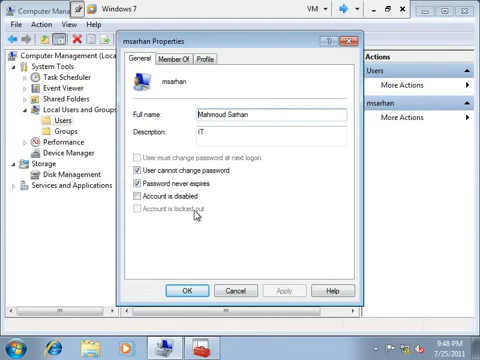 Computer Mana
Windows 7
VM
File Action View Help
msarhan Properties
Computer Management (Local
System Tools
Task Scheduler
Event Viewer
Shared Folders
Local Users and Groups
Users
Groups
Performance
Device Manager
Storage
Disk Management
Services and Applications
General
Member Of
Profile
msarhan
Full name:
Mahmoud Sarhan
Description:
IT
User must change password at next logon
User cannot change password
Password never expires
Account is disabled
Account is locked out
OK
Cancel
Apply
Help
Actions
Users
More Actions
msarhan
More Actions
9:48 PM
7/25/2011